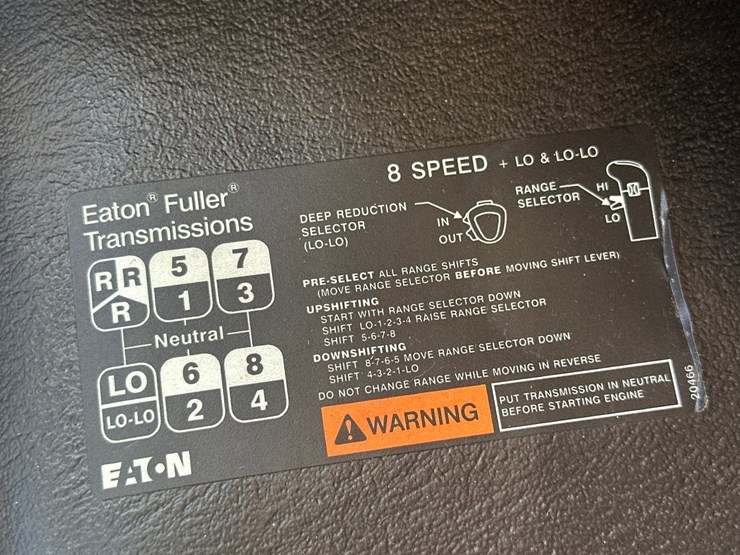 8 SPEED + LO & LO-LO
Eaton® Fuller®
Transmissions
R R 5 7
R 1 3
Neutral
LO 6 8
LO-LO 2 4
EATON
DEEP REDUCTION
SELECTOR
(LO-LO)
IN
OUT
RANGE
SELECTOR
HI
LO
PRE-SELECT ALL RANGE SHIFTS
(MOVE RANGE SELECTOR BEFORE MOVING SHIFT LEVER)
UPSHIFTING
START WITH RANGE SELECTOR DOWN
SHIFT LO-1-2-3-4 RAISE RANGE SELECTOR
SHIFT 5-6-7-8
DOWNSHIFTING
SHIFT 8-7-6-5 MOVE RANGE SELECTOR DOWN
SHIFT 4-3-2-1-LO
DO NOT CHANGE RANGE WHILE MOVING IN REVERSE
WARNING
PUT TRANSMISSION IN NEUTRAL
BEFORE STARTING ENGINE
20466